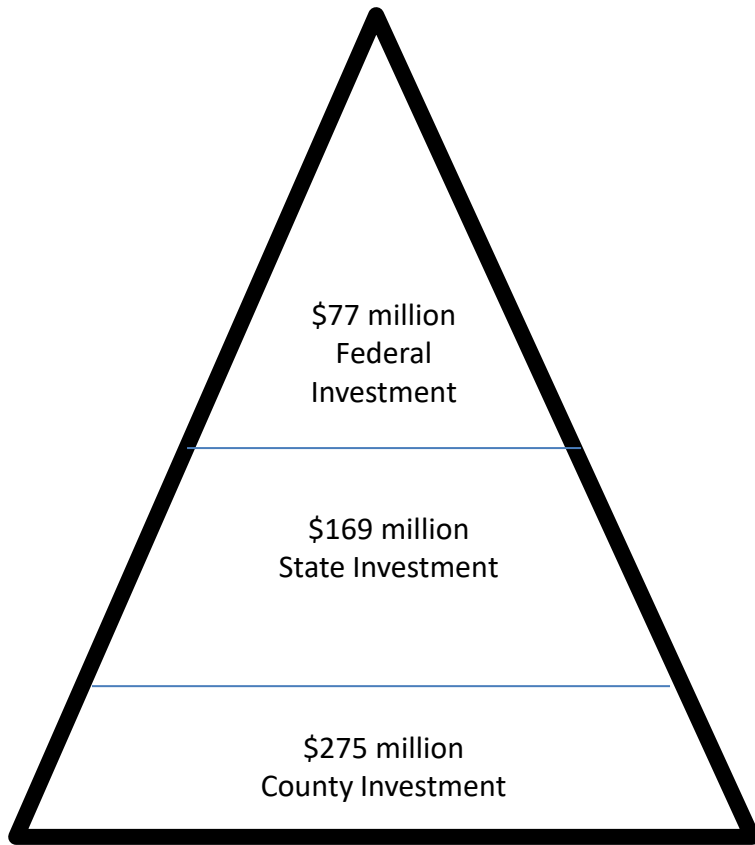 $77 million
Federal
Investment
$169 million
State Investment
$275 million
County Investment